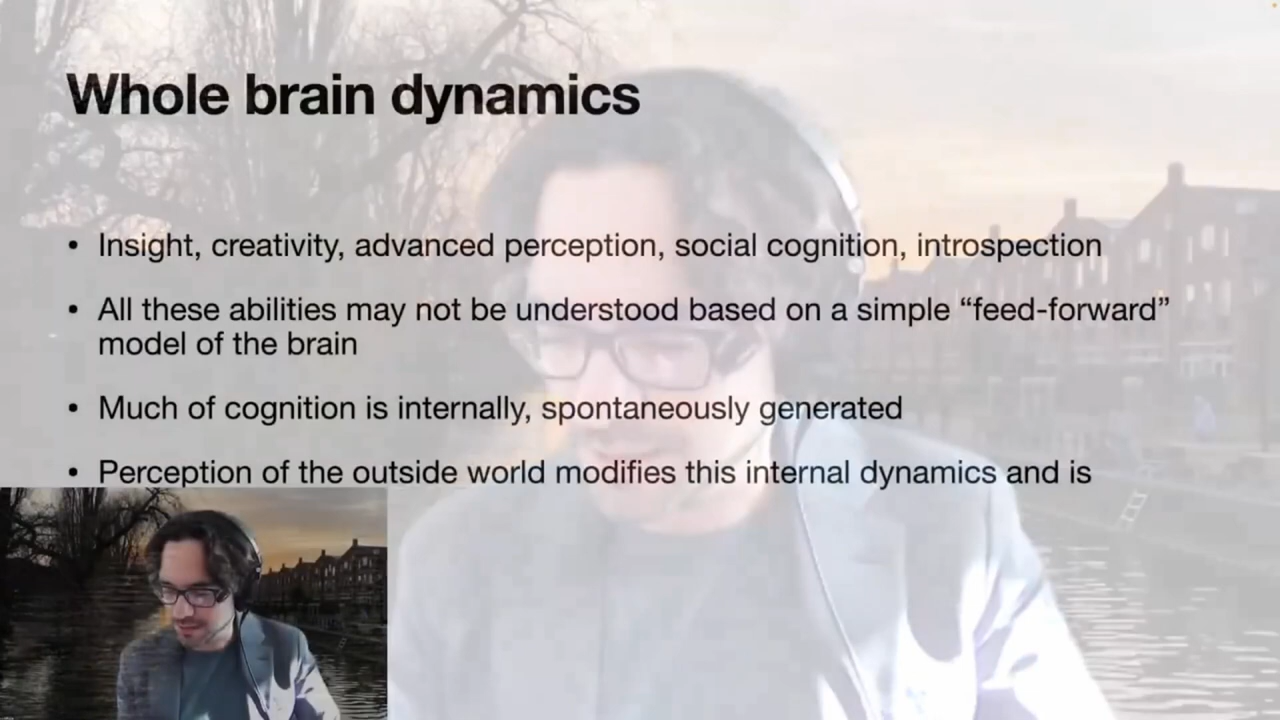 Whole brain dynamics
• Insight, creativity, advanced perception, social cognition, introspection
• All these abilities may not be understood based on a simple “feed-forward”
model of the brain
• Much of cognition is internally, spontaneously generated
• Perception of the outside world modifies this internal dynamics and is